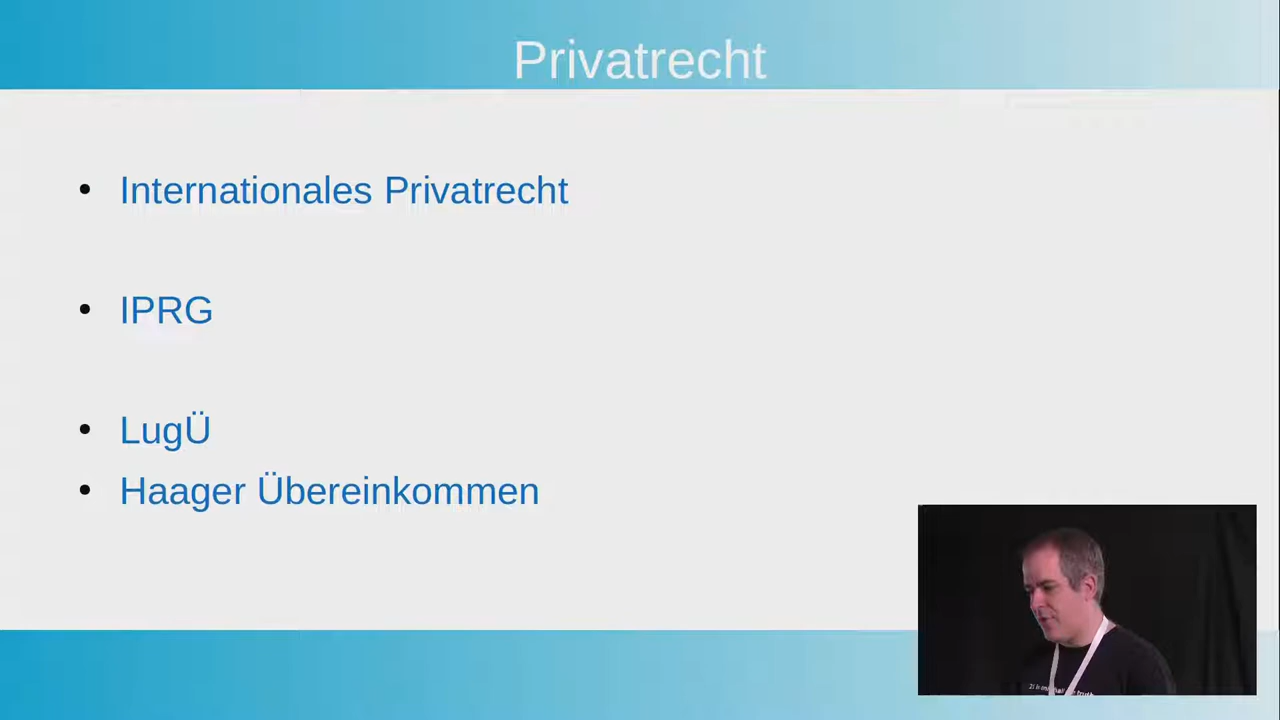 Privatrecht
Internationales Privatrecht
IPRG
LugÜ
Haager Übereinkommen